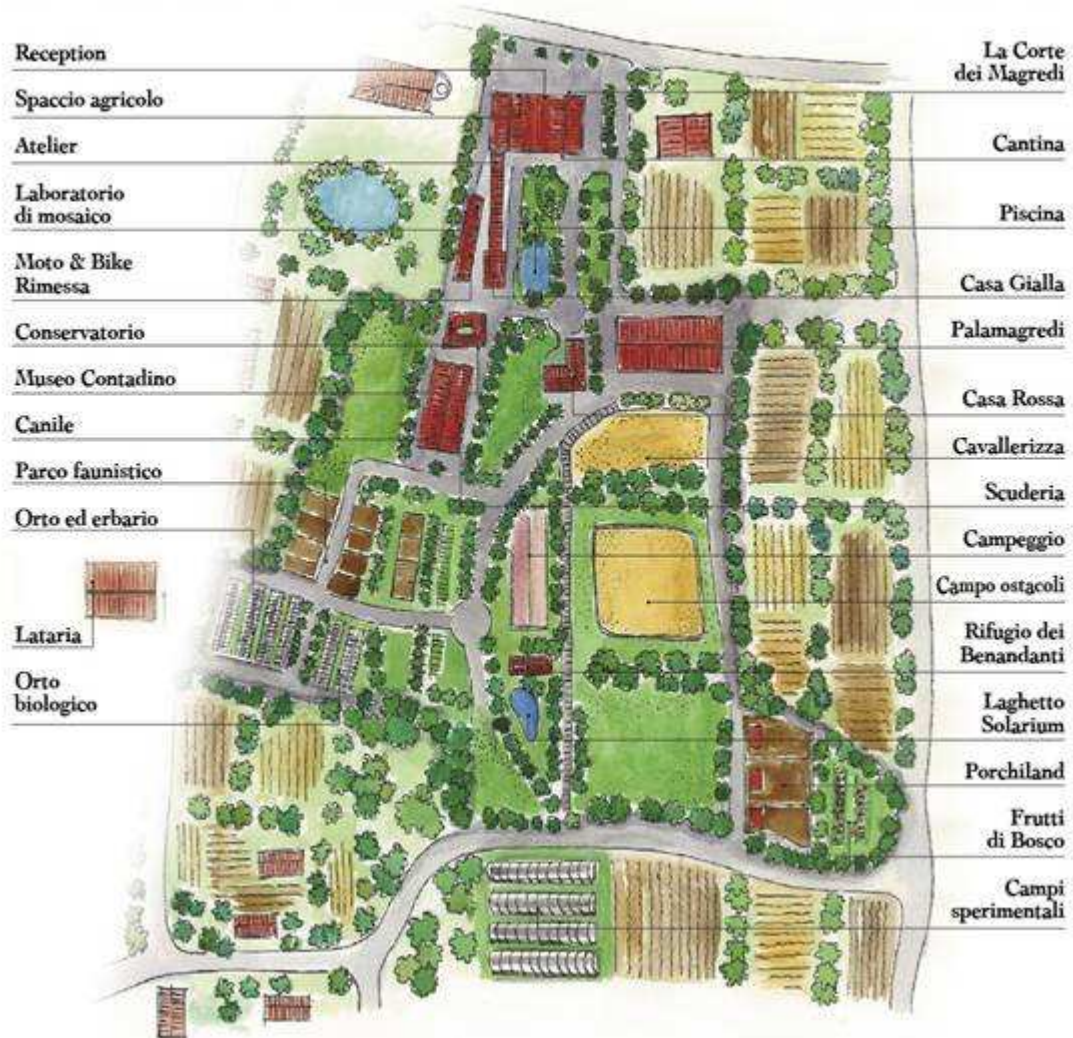 Reception
Spaccio agricolo
Atelier
Laboratorio
di mosaico
Moto & Bike
Rimessa
Conservatorio
Museo Contadino
Canile
Parco faunistico
Orto ed erbario
Lataria
Orto
biologico
La Corte
dei Magredi
Cantina
Piscina
Casa Gialla
Palamagredi
Casa Rossa
Cavallerizza
Scuderia
Campeggio
Campo ostacoli
Rifugio dei
Benandanti
Laghetto
Solarium
Porchiland
Frutti
di Bosco
Campi
sperimentali